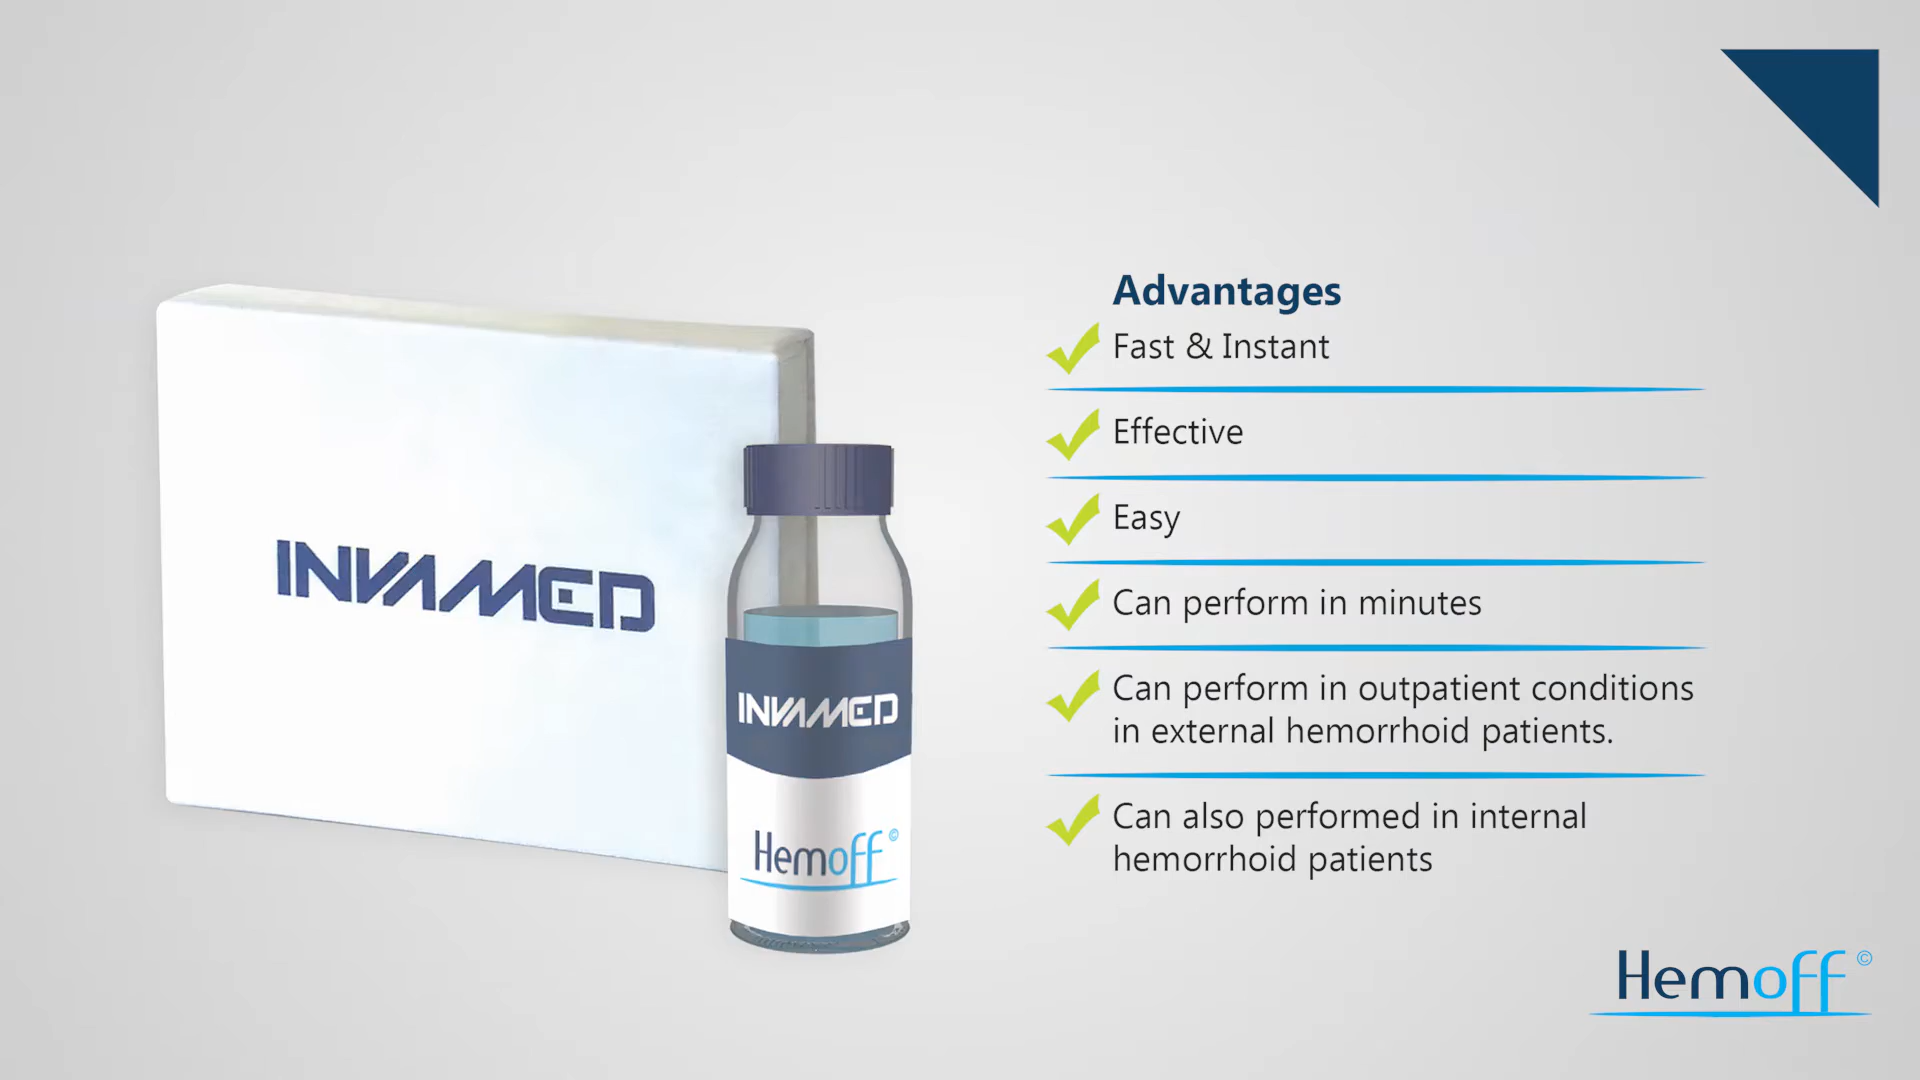 INVAMED
INVAMED
Hemoff ©
Advantages
Fast & Instant
Effective
Easy
Can perform in minutes
Can perform in outpatient conditions
in external hemorrhoid patients.
Can also performed in internal
hemorrhoid patients
Hemoff ©